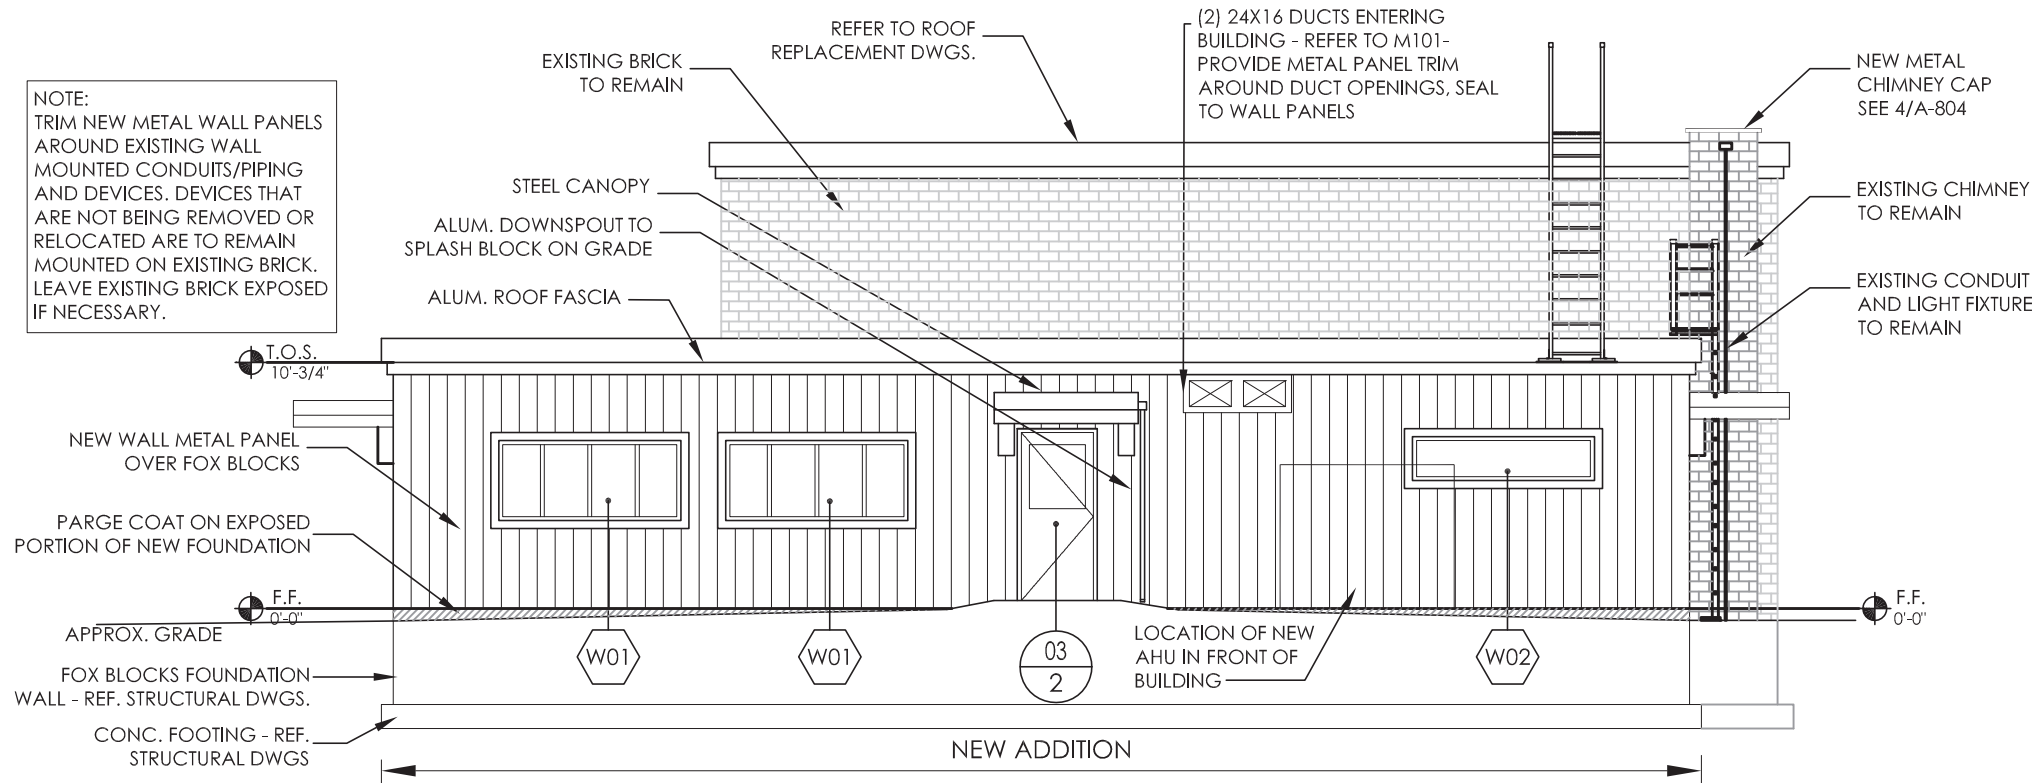 NOTE:
TRIM NEW METAL WALL PANELS
AROUND EXISTING WALL
MOUNTED CONDUITS/PIPING
AND DEVICES. DEVICES THAT
ARE NOT BEING REMOVED OR
RELOCATED ARE TO REMAIN
MOUNTED ON EXISTING BRICK.
LEAVE EXISTING BRICK EXPOSED
IF NECESSARY.
EXISTING BRICK
TO REMAIN
REFER TO ROOF
REPLACEMENT DWGS.
(2) 24X16 DUCTS ENTERING
BUILDING - REFER TO M101-
PROVIDE METAL PANEL TRIM
AROUND DUCT OPENINGS, SEAL
TO WALL PANELS
NEW METAL
CHIMNEY CAP
SEE 4/A-804
STEEL CANOPY
ALUM. DOWNSPOUT TO
SPLASH BLOCK ON GRADE
ALUM. ROOF FASCIA
EXISTING CHIMNEY
TO REMAIN
EXISTING CONDUIT
AND LIGHT FIXTURE
TO REMAIN
T.O.S.
10'-3/4"
NEW WALL METAL PANEL
OVER FOX BLOCKS
PARGE COAT ON EXPOSED
PORTION OF NEW FOUNDATION
F.F.
0'-0"
APPROX. GRADE
FOX BLOCKS FOUNDATION
WALL - REF. STRUCTURAL DWGS.
CONC. FOOTING - REF.
STRUCTURAL DWGS
W01
W01
03
2
LOCATION OF NEW
AHU IN FRONT OF
BUILDING
W02
F.F.
0'-0"
NEW ADDITION